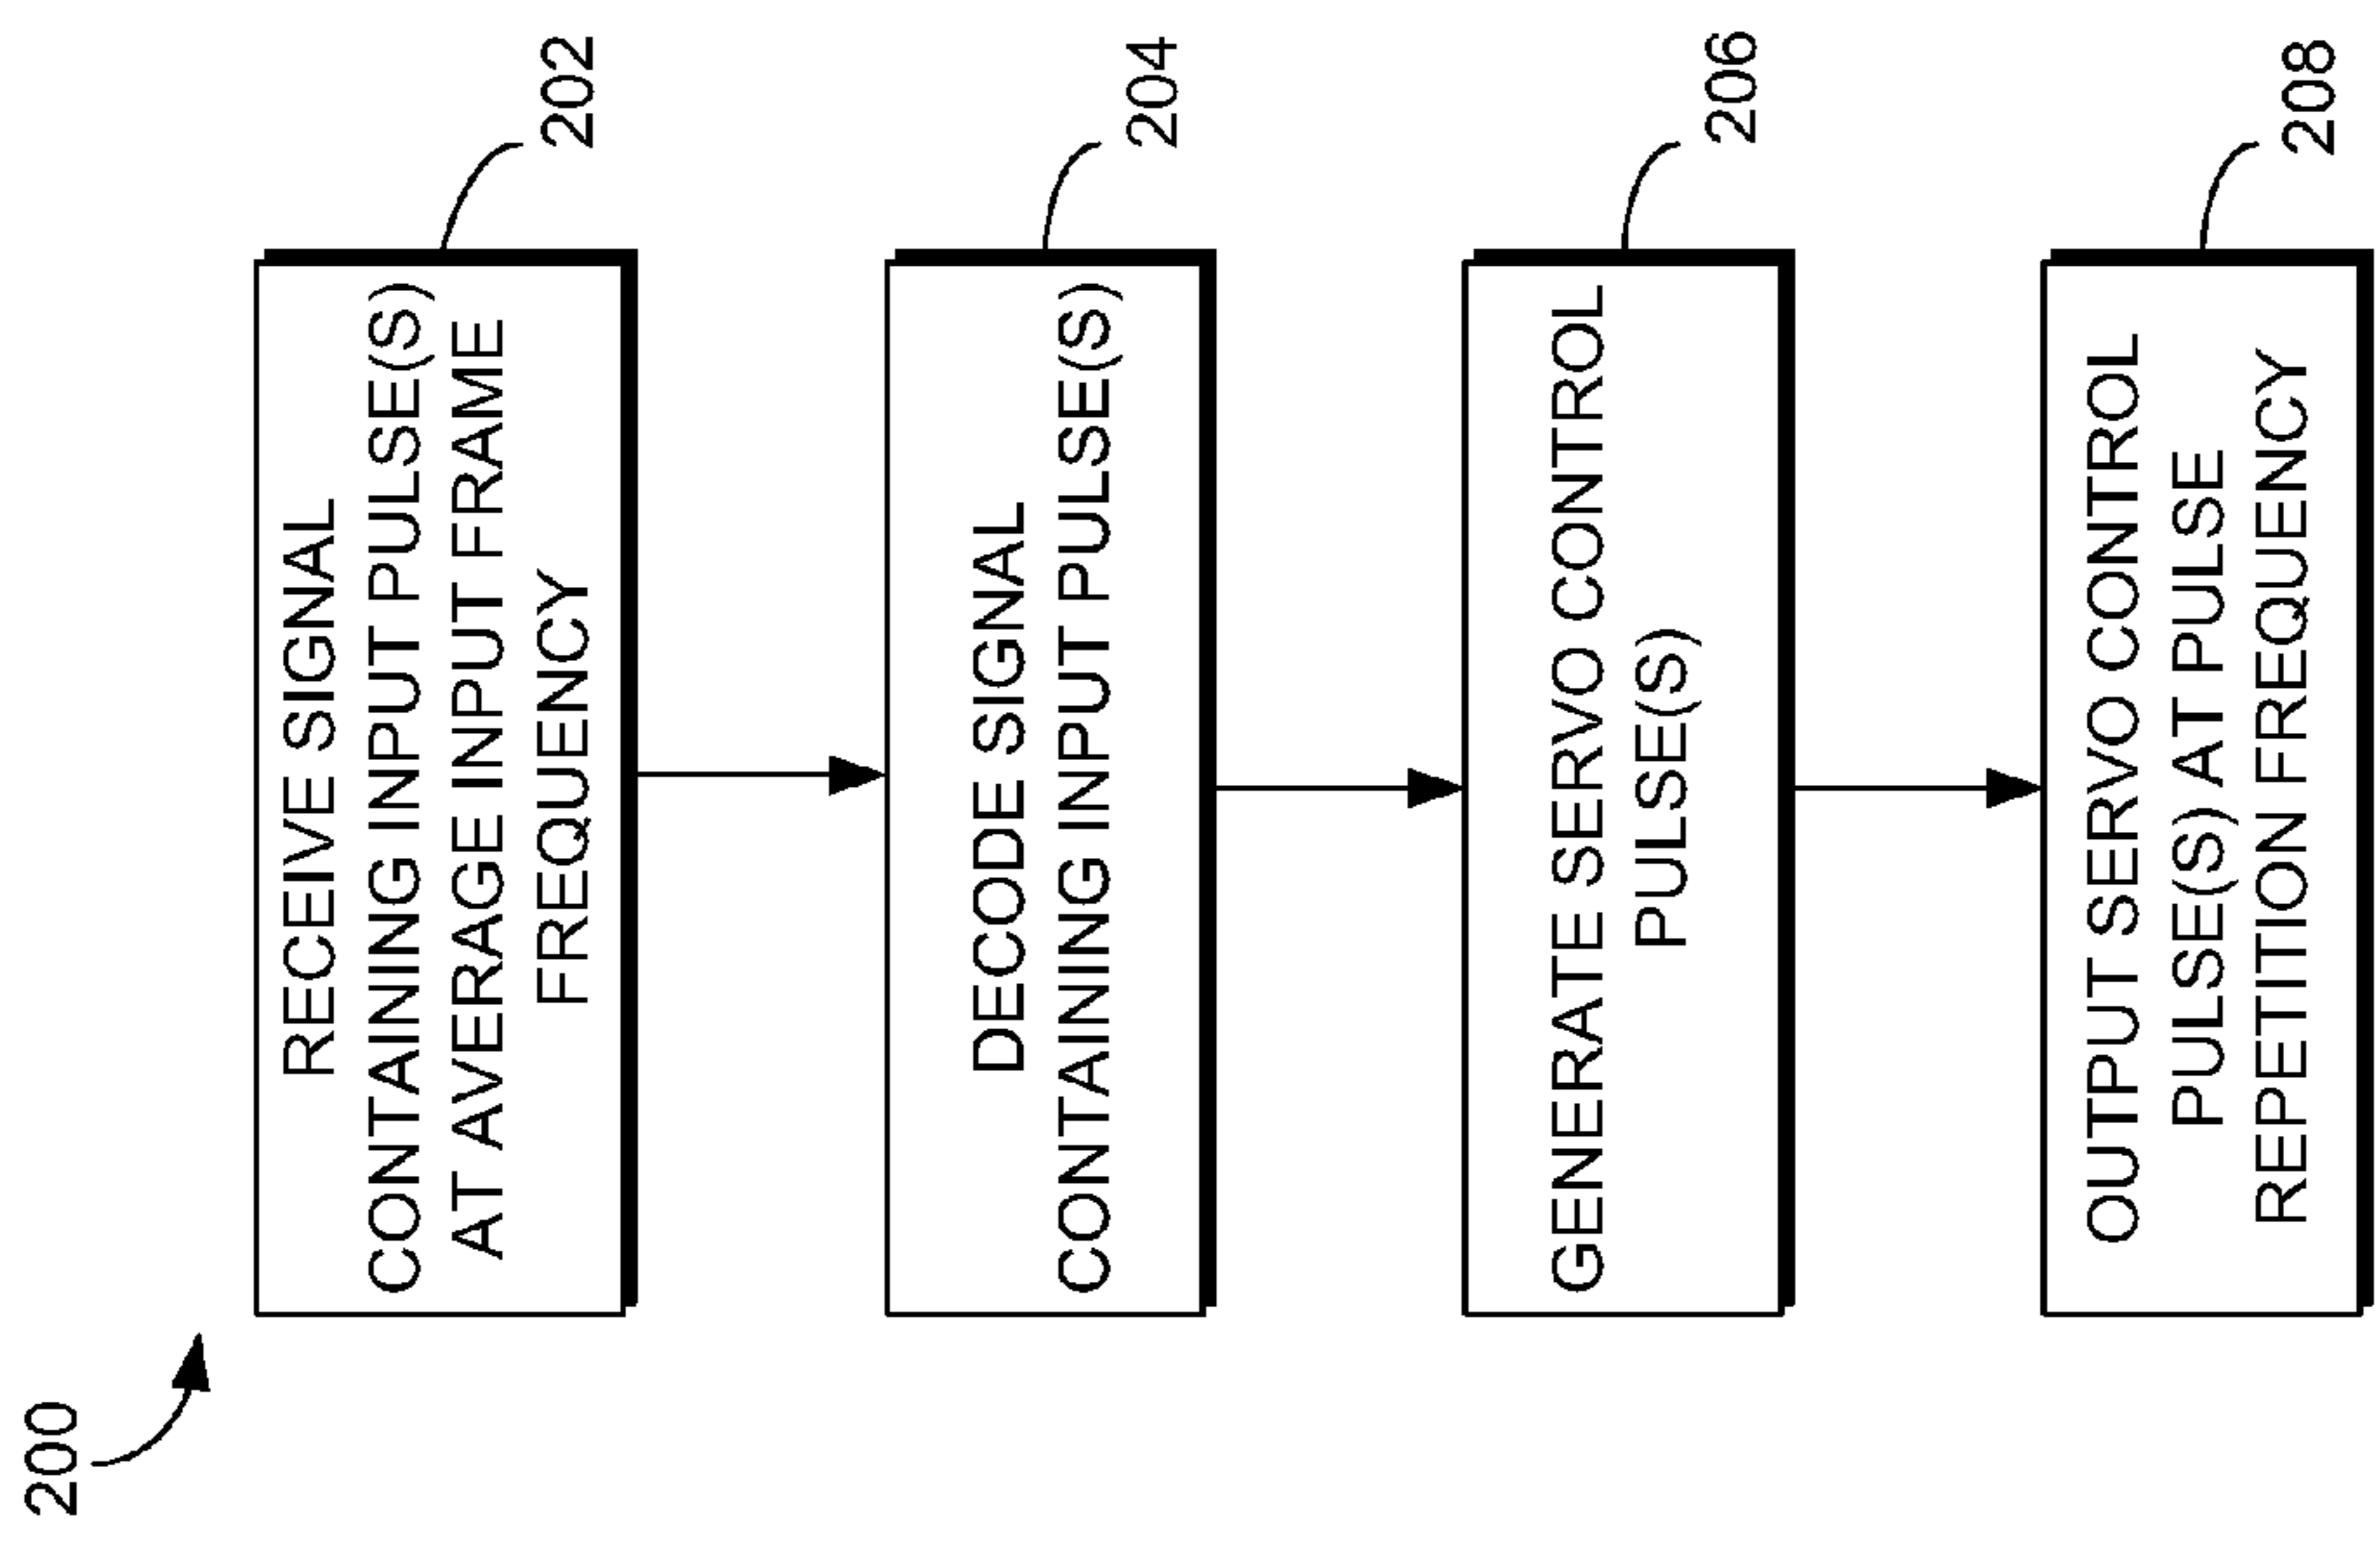 200
RECEIVE SIGNAL
CONTAINING INPUT PULSE(S)
AT AVERAGE INPUT FRAME
FREQUENCY
202
DECODE SIGNAL
CONTAINING INPUT PULSE(S)
204
GENERATE SERVO CONTROL
PULSE(S)
206
OUTPUT SERVO CONTROL
PULSE(S) AT PULSE
REPETITION FREQUENCY
208